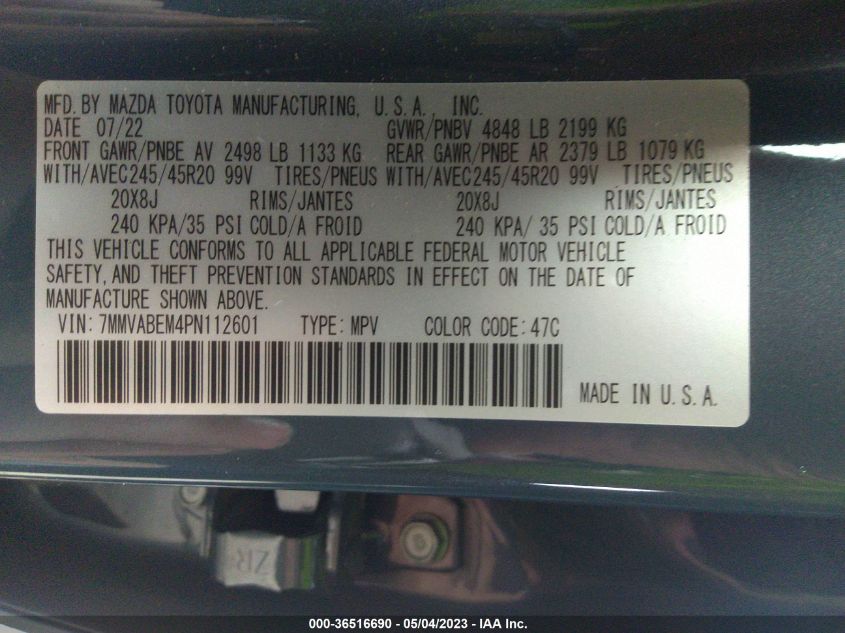 MFD. BY MAZDA TOYOTA MANUFACTURING, U.S.A., INC.
DATE 07/22 GVWR/PNBV 4848 LB 2199 KG
FRONT GAWR/PNBE AV 2498 LB 1133 KG REAR GAWR/PNBE AR 2379 LB 1079 KG
WITH/AVEC245/45R20 99V TIRES/PNEUS WITH/AVEC245/45R20 99V TIRES/PNEUS
20X8J RIMS/JANTES 20X8J RIMS/JANTES
240 KPA/35 PSI COLD/A FROID 240 KPA/ 35 PSI COLD/A FROID
THIS VEHICLE CONFORMS TO ALL APPLICABLE FEDERAL MOTOR VEHICLE
SAFETY, AND THEFT PREVENTION STANDARDS IN EFFECT ON THE DATE OF
MANUFACTURE SHOWN ABOVE.
VIN: 7MMVABEM4PN112601 TYPE: MPV COLOR CODE: 47C
MADE IN U.S.A.
ZR
000-36516690 - 05/04/2023 - IAA Inc.